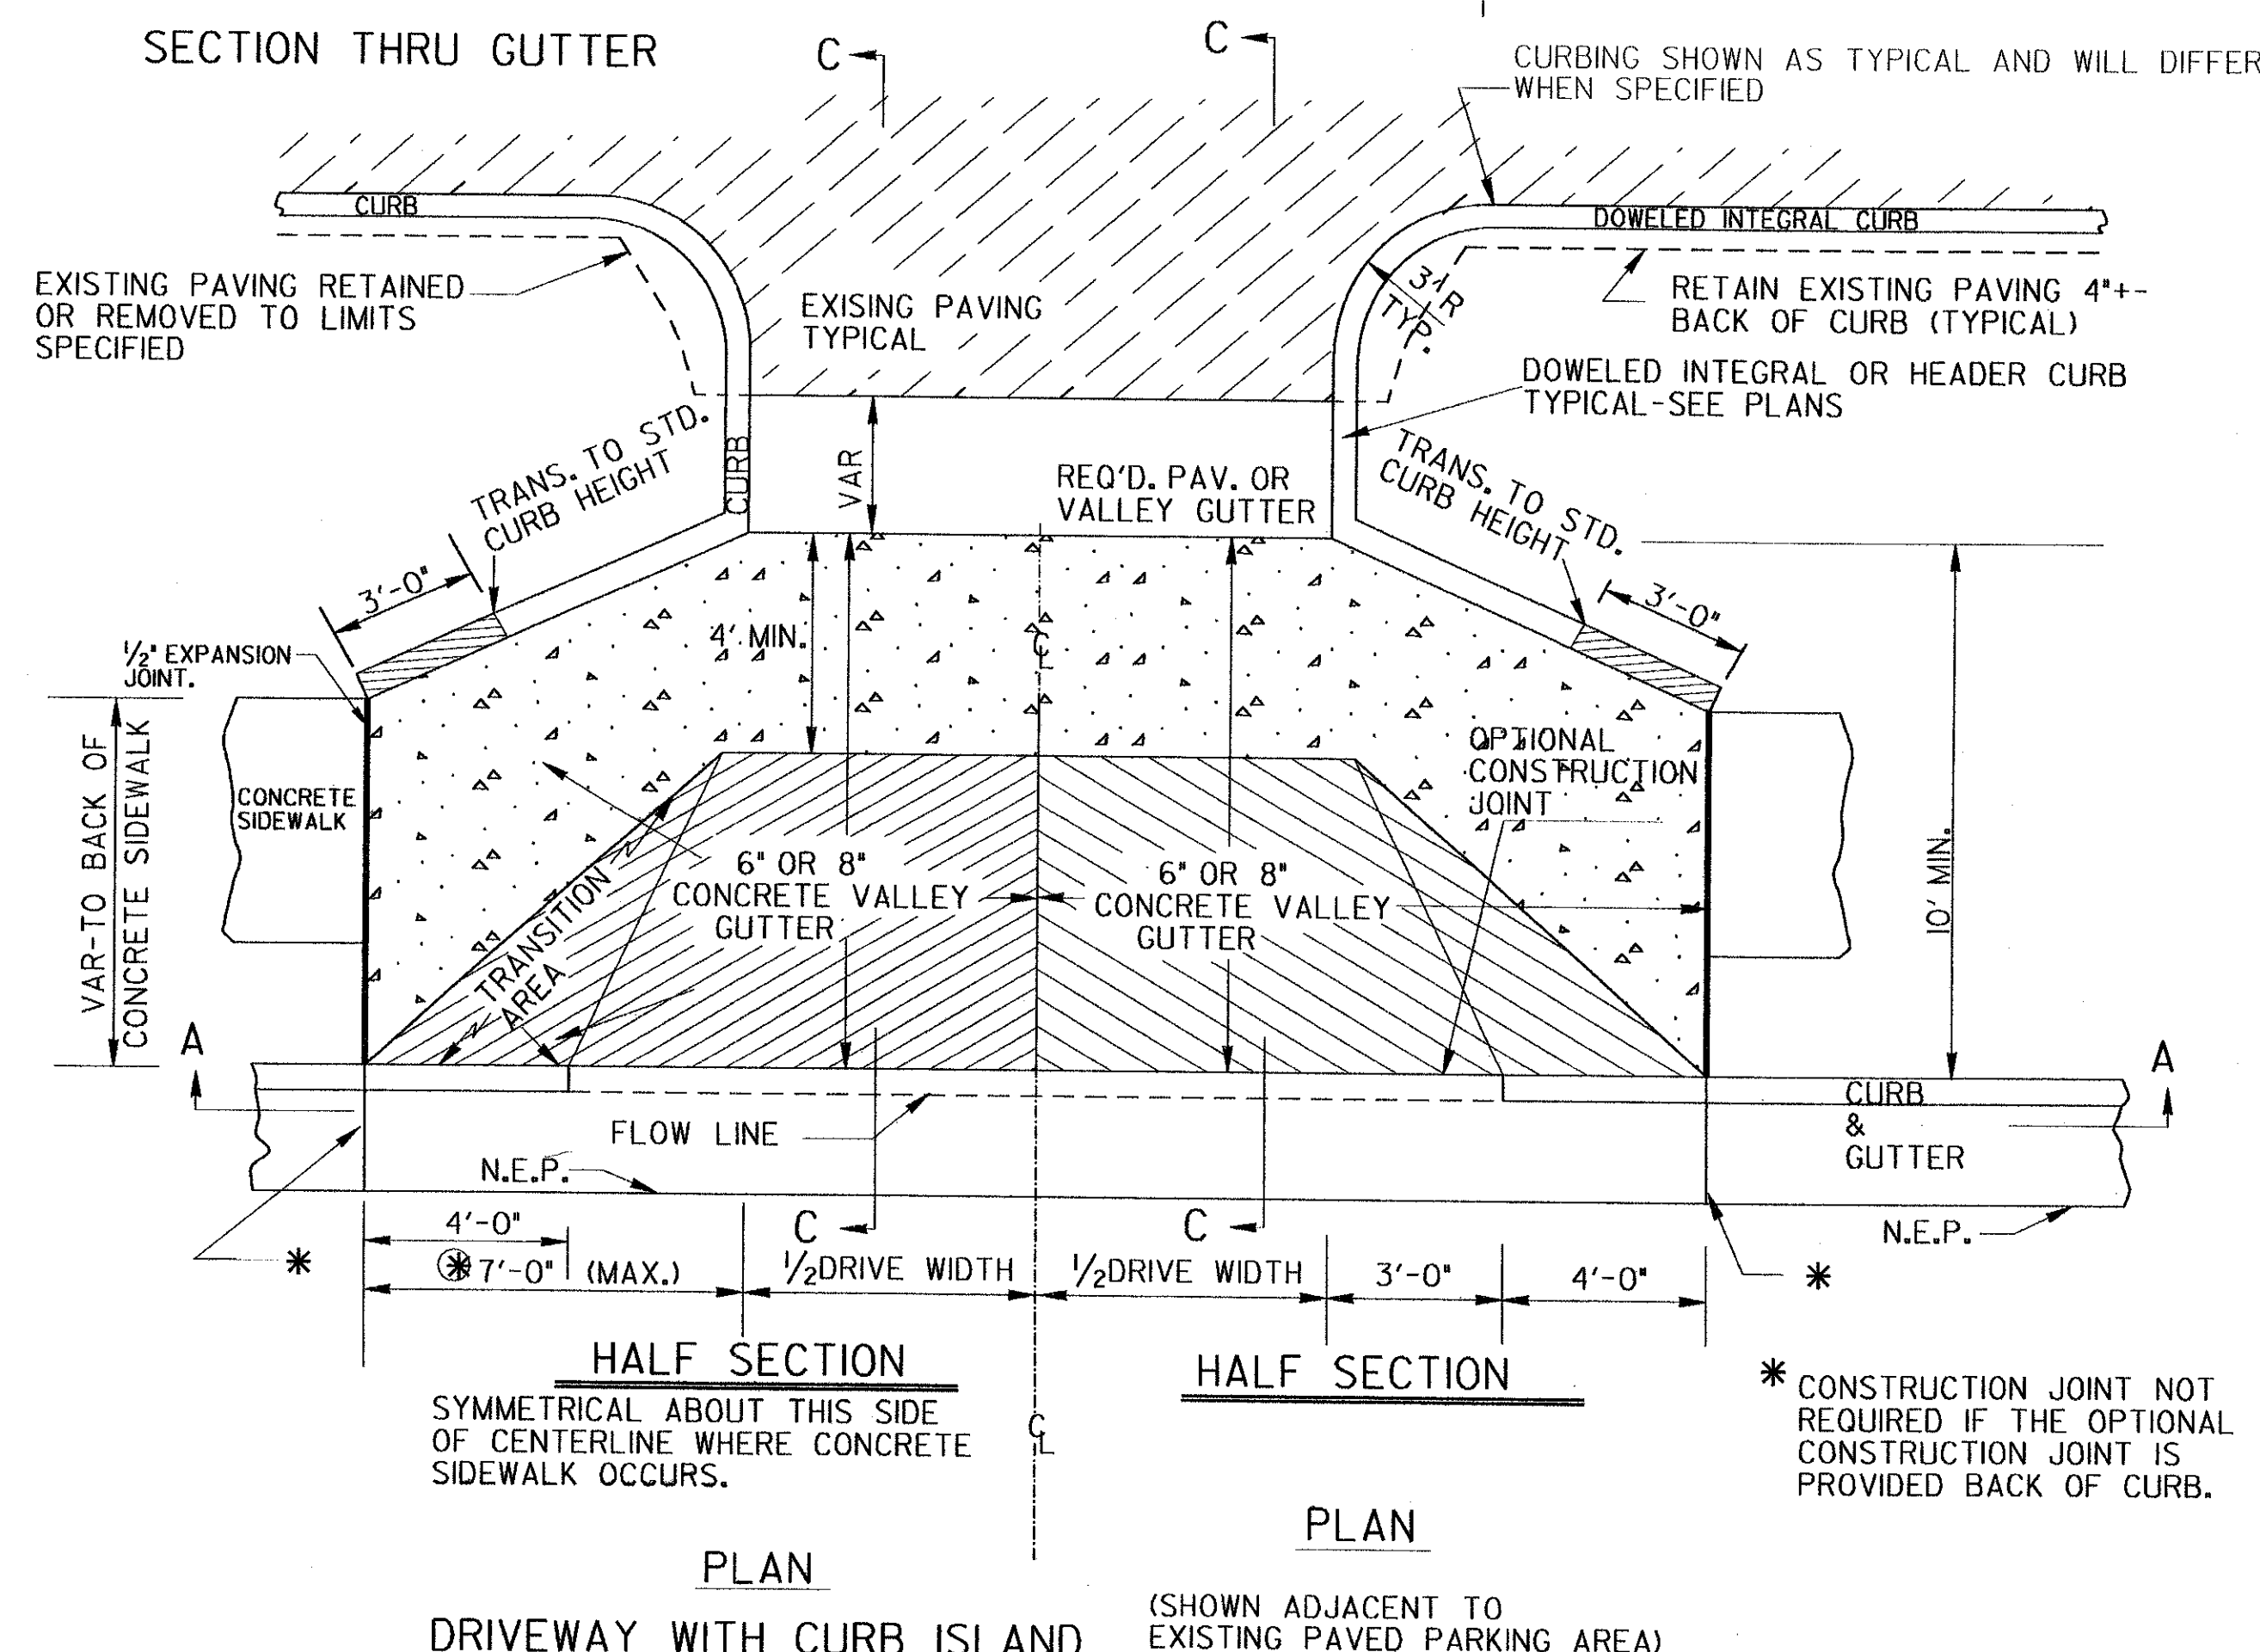 SECTION THRU GUTTER
C
C
CURBING SHOWN AS TYPICAL AND WILL DIFFER
WHEN SPECIFIED
CURB
DOWELED INTEGRAL CURB
EXISTING PAVING RETAINED
OR REMOVED TO LIMITS
SPECIFIED
EXISING PAVING
TYPICAL
3' R
TYP.
RETAIN EXISTING PAVING 4"+-
BACK OF CURB (TYPICAL)
DOWELED INTEGRAL OR HEADER CURB
TYPICAL-SEE PLANS
TRANS. TO STD.
CURB HEIGHT
CURB
VAR
REQ'D. PAV. OR
VALLEY GUTTER
TRANS. TO STD.
CURB HEIGHT
3'-0"
3'-0"
1/2" EXPANSION
JOINT.
4' MIN.
CL
VAR-TO BACK OF
CONCRETE SIDEWALK
CONCRETE
SIDEWALK
OPTIONAL
CONSTRUCTION
JOINT
10' MIN.
6" OR 8"
CONCRETE VALLEY
GUTTER
6" OR 8"
CONCRETE VALLEY
GUTTER
TRANSITION
AREA
A
A
CURB
&
GUTTER
FLOW LINE
N.E.P.
N.E.P.
4'-0"
C
C
* 7'-0" (MAX.)
1/2 DRIVE WIDTH
1/2 DRIVE WIDTH
3'-0"
4'-0"
*
*
HALF SECTION
SYMMETRICAL ABOUT THIS SIDE
OF CENTERLINE WHERE CONCRETE
SIDEWALK OCCURS.
HALF SECTION
CL
* CONSTRUCTION JOINT NOT
REQUIRED IF THE OPTIONAL
CONSTRUCTION JOINT IS
PROVIDED BACK OF CURB.
PLAN
PLAN
DRIVEWAY WITH CURB ISLAND
(SHOWN ADJACENT TO
EXISTING PAVED PARKING AREA)